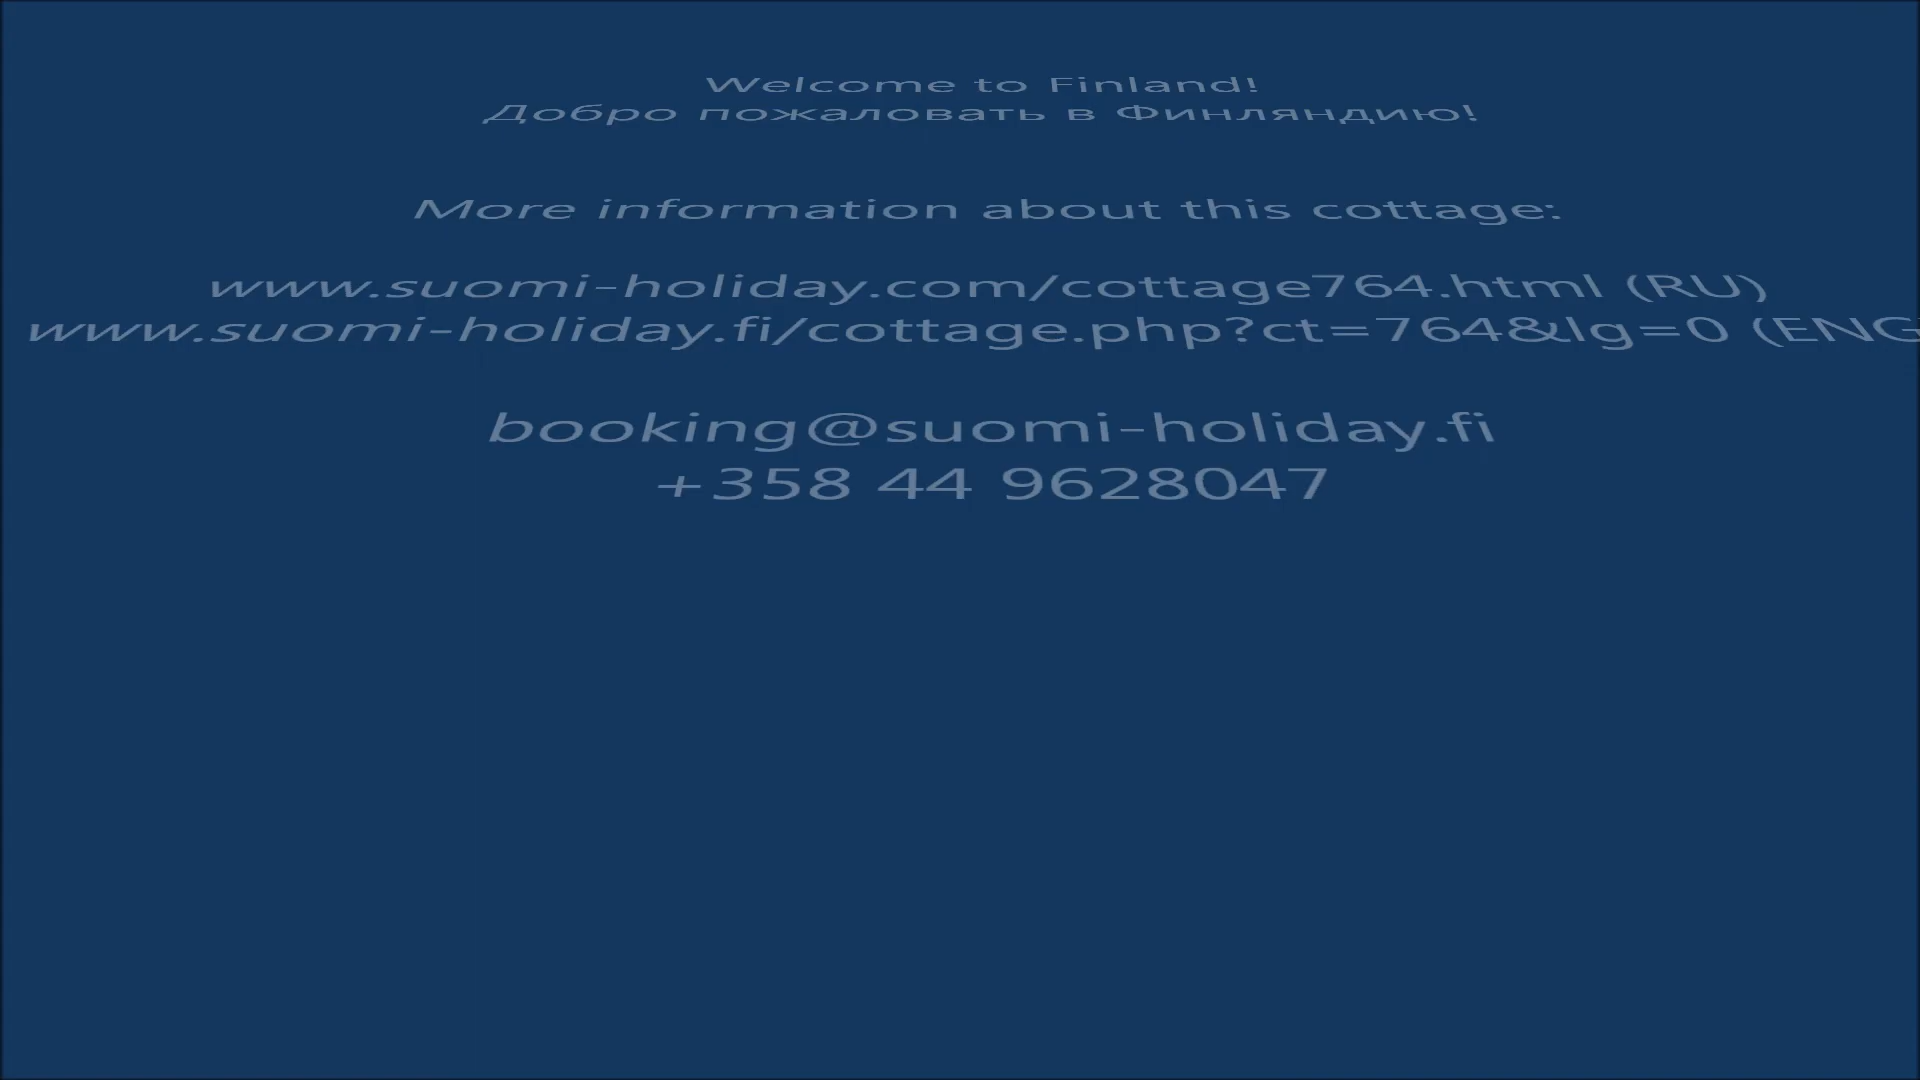 Welcome to Finland!
Добро пожаловать в Финляндию!
More information about this cottage:
www.suomi-holiday.com/cottage764.html (RU)
www.suomi-holiday.fi/cottage.php?ct=764&lg=0 (ENG
booking@suomi-holiday.fi
+358 44 9628047